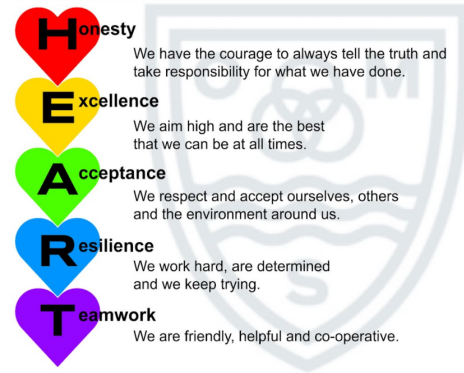 Honesty
We have the courage to always tell the truth and
take responsibility for what we have done.
Excellence
We aim high and are the best
that we can be at all times.
Acceptance
We respect and accept ourselves, others
and the environment around us.
Resilience
We work hard, are determined
and we keep trying.
Teamwork
We are friendly, helpful and co-operative.
O M
S